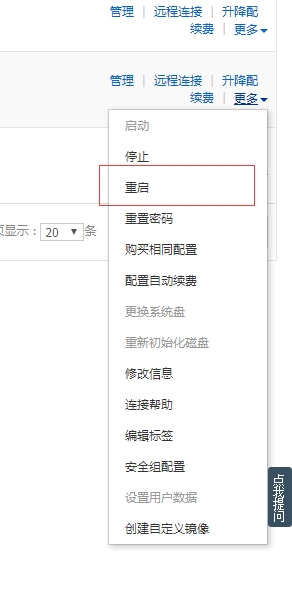 管理 | 远程连接 | 升降配
续费 | 更多
管理 | 远程连接 | 升降配
续费 | 更多
启动
停止
重启
重置密码
购买相同配置
页显示：20 条
配置自动续费
更换系统盘
重新初始化磁盘
修改信息
连接帮助
编辑标签
安全组配置
设置用户数据
创建自定义镜像
点我提问